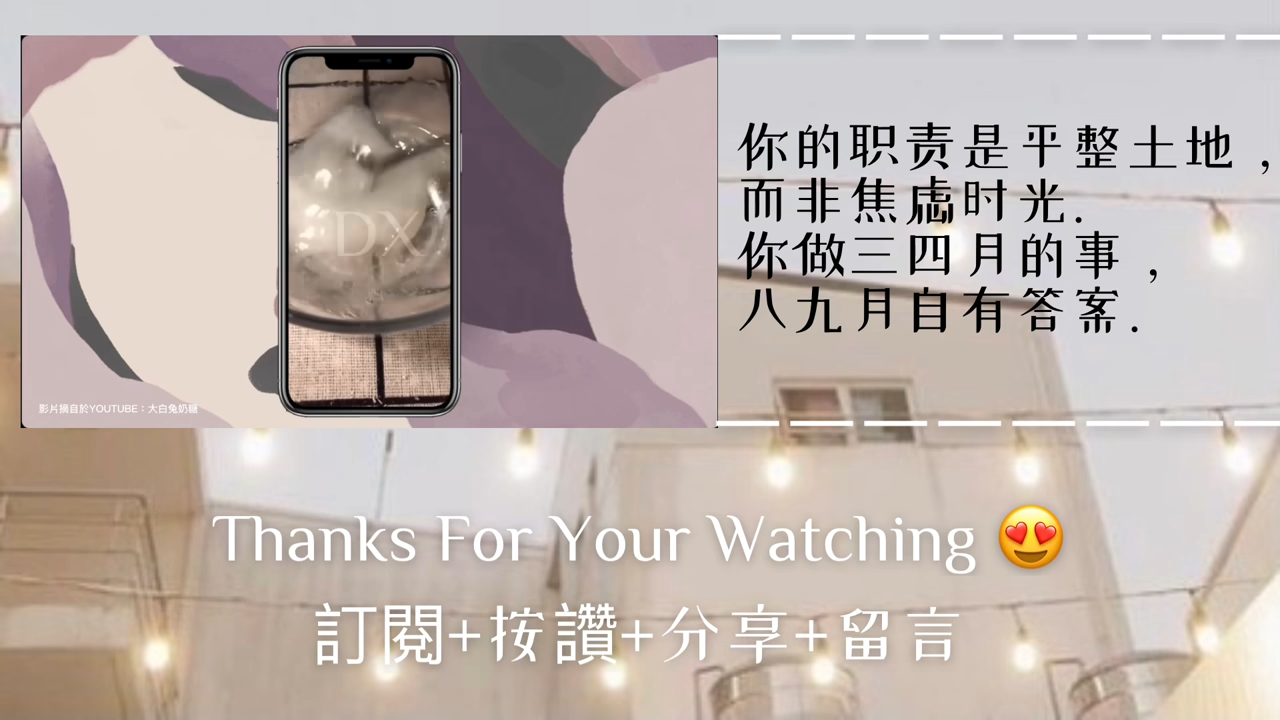 你的职责是平整土地，
而非焦虑时光.
你做三四月的事，
八九月自有答案.
DX
影片摘自於YOUTUBE：大白兔奶糖
Thanks For Your Watching 😍
訂閱+按讚+分享+留言